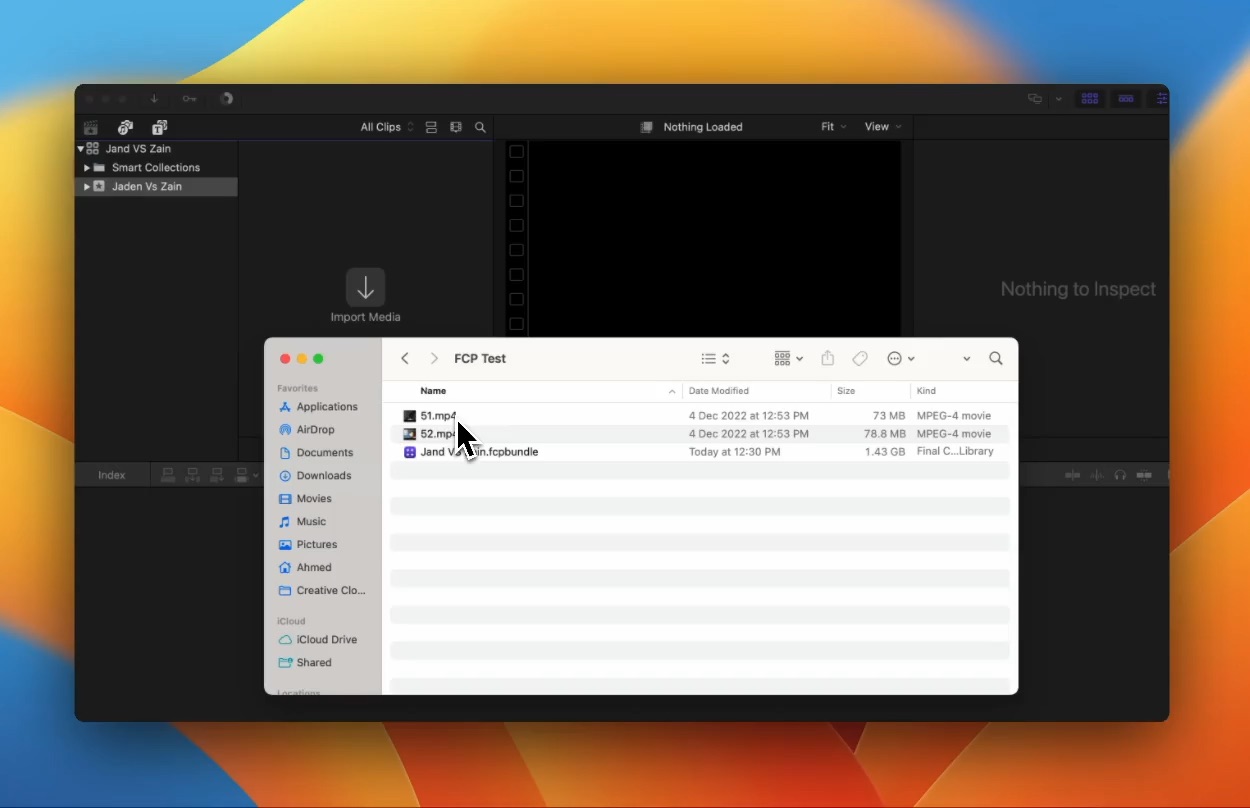 All Clips
Nothing Loaded
Fit
View
Jand VS Zain
Smart Collections
Jaden Vs Zain
Import Media
Nothing to Inspect
Index
FCP Test
Favorites
Applications
AirDrop
Documents
Downloads
Movies
Music
Pictures
Ahmed
Creative Clo...
iCloud
iCloud Drive
Shared
Locations
Name Date Modified Size Kind
51.mp4 4 Dec 2022 at 12:53 PM 73 MB MPEG-4 movie
52.mp4 4 Dec 2022 at 12:53 PM 78.8 MB MPEG-4 movie
Jand in.fcpbundle Today at 12:30 PM 1.43 GB Final C...Library